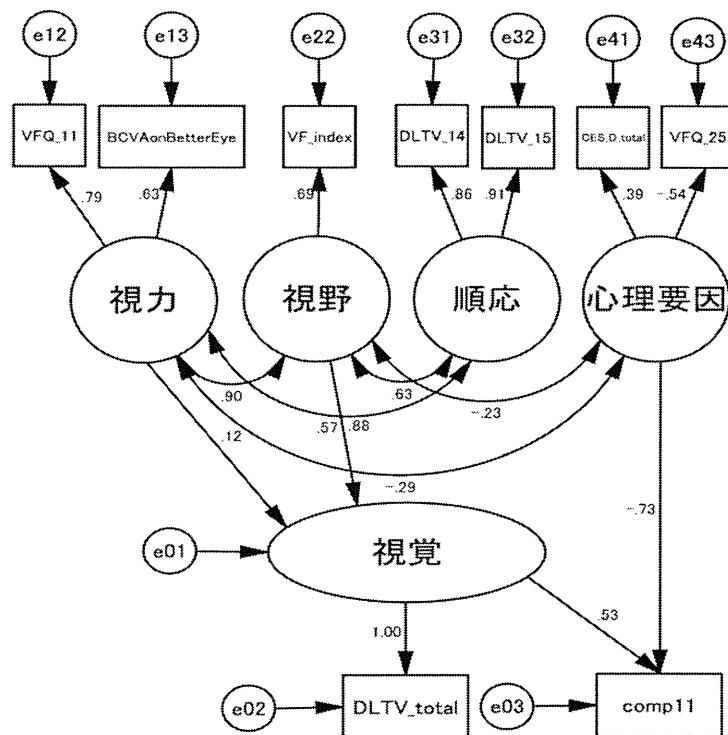 e12
e13
e22
e31
e32
e41
e43
VFQ_11
BCVAonBetterEye
VF_index
DLTV_14
DLTV_15
CES_D_total
VFQ_25
.79
.63
.69
.86
.91
.39
-.54
視力
視野
順応
心理要因
.90
.63
-.23
.12
.57
.88
-.29
-.73
e01
視覚
1.00
.53
e02
DLTV_total
e03
comp11